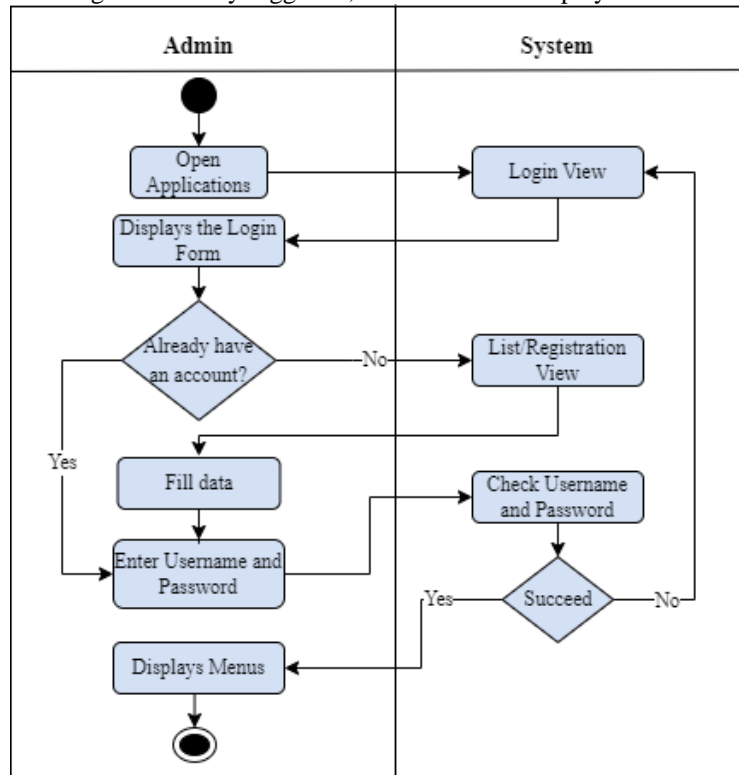 Admin
System
Open
Applications
Login View
Displays the Login
Form
Already have
an account?
No
List/Registration
View
Yes
Fill data
Check Username
and Password
Enter Username and
Password
Yes
Succeed
No
Displays Menus